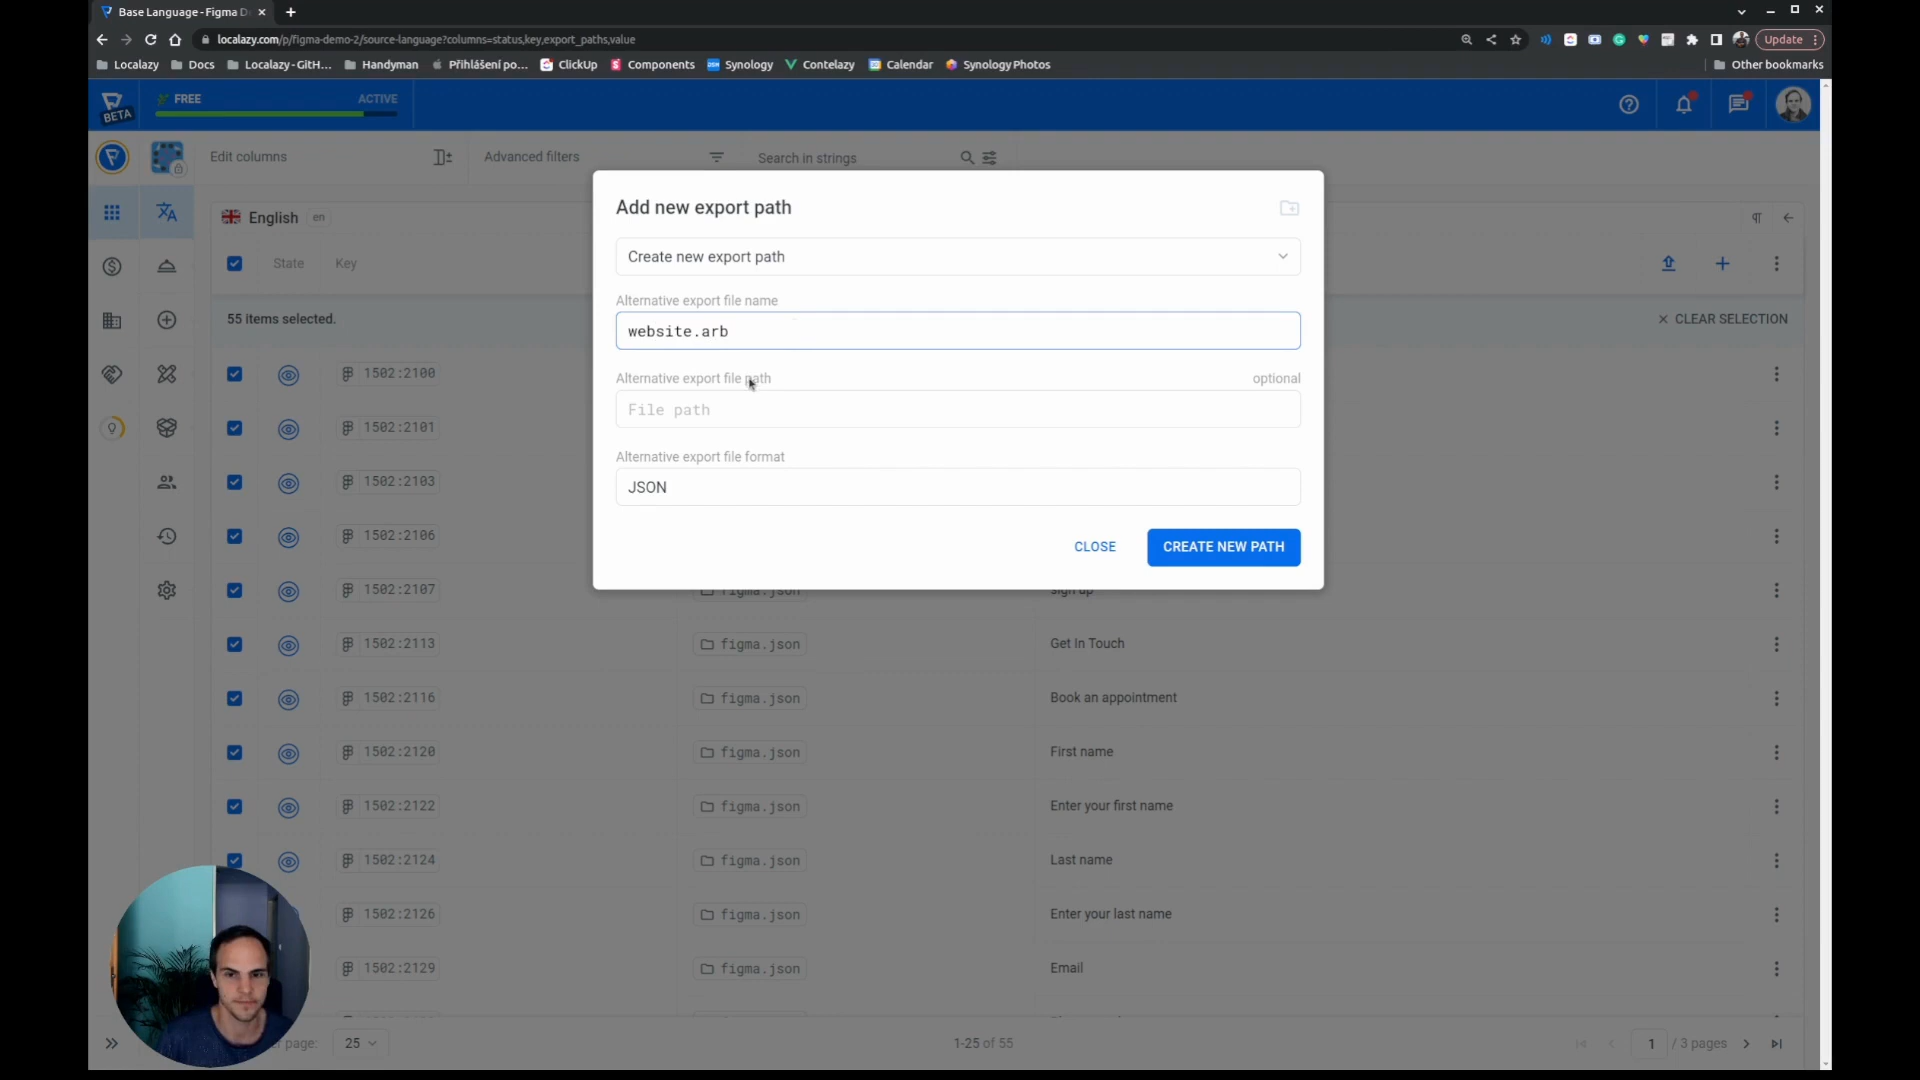 Base Language - Figma D
localazy.com/p/figma-demo-2/source-language?columns=status,key,export_paths,value
Update
Localazy
Docs
Localazy-GitH...
Handyman
Přihlášení po...
ClickUp
Components
Synology
Contelazy
Calendar
Synology Photos
Other bookmarks
BETA
FREE
ACTIVE
Edit columns
Advanced filters
Search in strings
English en
State
Key
55 items selected.
CLEAR SELECTION
Add new export path
Create new export path
Alternative export file name
website.arb
Alternative export file path
optional
File path
Alternative export file format
JSON
CLOSE
CREATE NEW PATH
1502:2100
1502:2101
1502:2103
1502:2106
1502:2107
figma.json
sign up
1502:2113
figma.json
Get In Touch
1502:2116
figma.json
Book an appointment
1502:2120
figma.json
First name
1502:2122
figma.json
Enter your first name
1502:2124
figma.json
Last name
1502:2126
figma.json
Enter your last name
1502:2129
figma.json
Email
page:
25
1-25 of 55
1
/ 3 pages